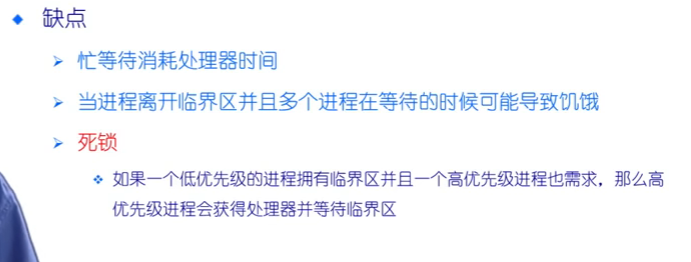 缺点
忙等待消耗处理器时间
当进程离开临界区并且多个进程在等待的时候可能导致饥饿
死锁
如果一个低优先级的进程拥有临界区并且一个高优先级进程也需求，那么高
优先级进程会获得处理器并等待临界区